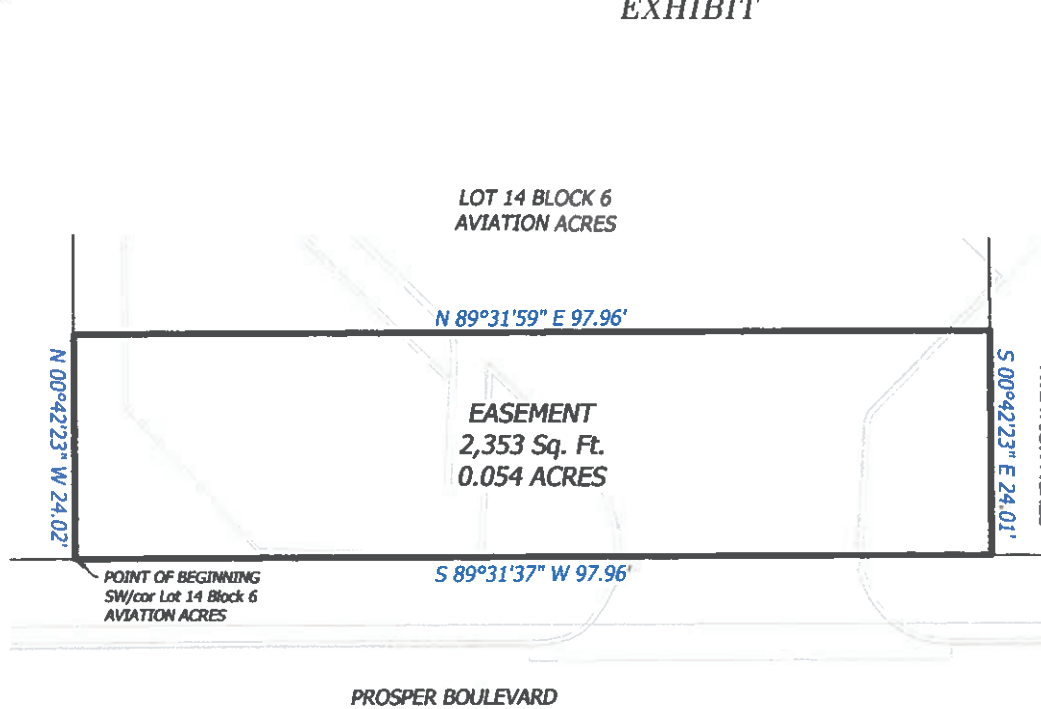 EXHIBIT
LOT 14 BLOCK 6
AVIATION ACRES
N 89°31'59" E 97.96'
N 00°42'23" W 24.02'
S 00°42'23" E 24.01'
EASEMENT
2,353 Sq. Ft.
0.054 ACRES
S 89°31'37" W 97.96'
POINT OF BEGINNING
SW/cor Lot 14 Block 6
AVIATION ACRES
PROSPER BOULEVARD